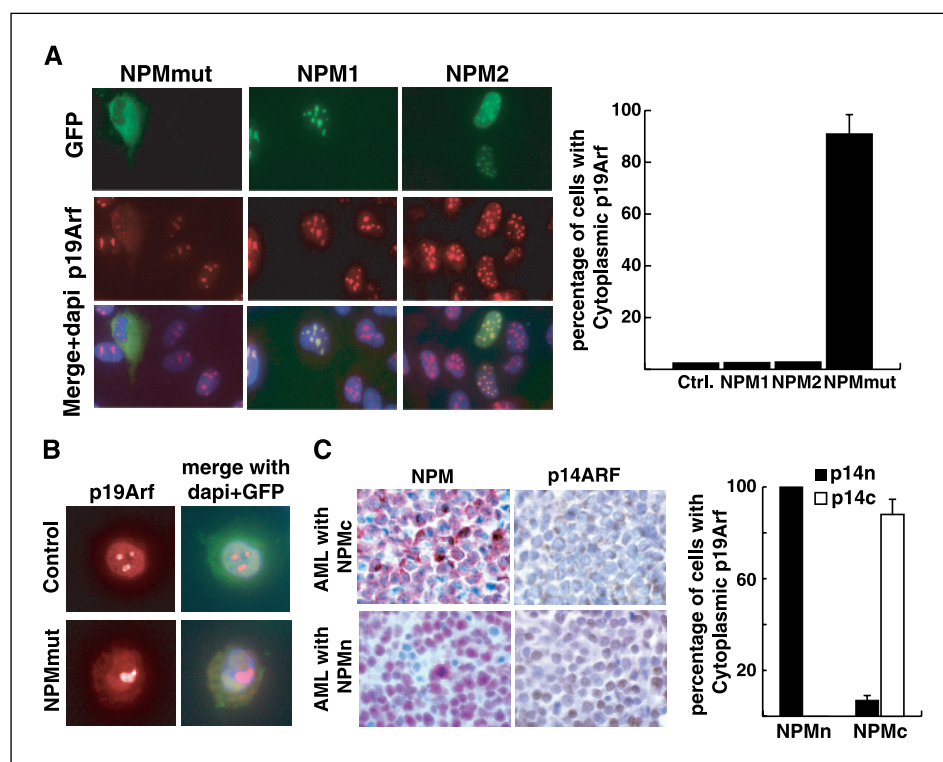 A
NPMmut
NPM1
NPM2
GFP
p19Arf
Merge+dapi
percentage of cells with
Cytoplasmic p19Arf
100
80
60
40
20
Ctrl.
NPM1
NPM2
NPMmut
B
p19Arf
merge with
dapi+GFP
Control
NPMmut
C
NPM
p14ARF
AML with
NPMc
AML with
NPMn
p14n
p14c
percentage of cells with
Cytoplasmic p19Arf
100
60
20
NPMn
NPMc